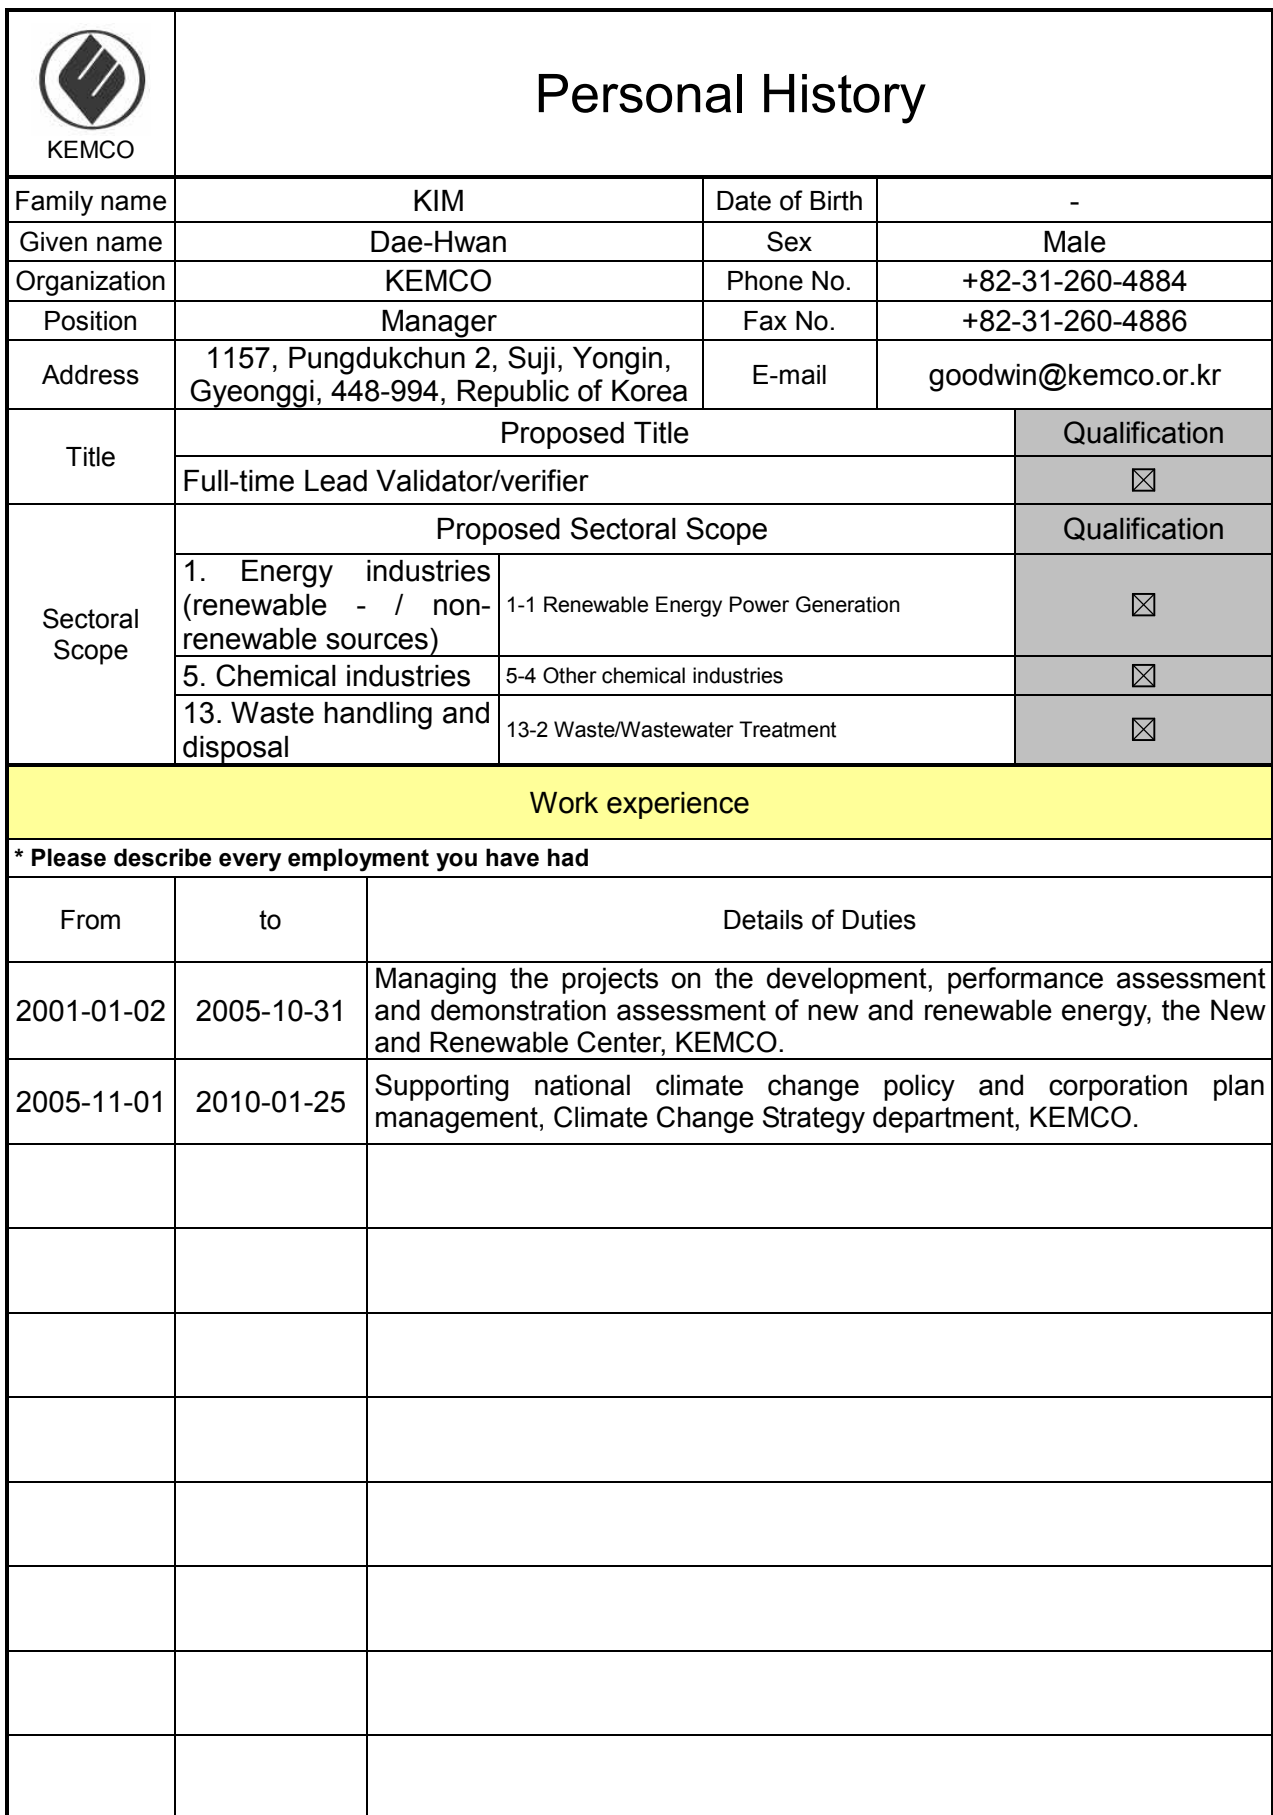 KEMCO
Personal History
Family name
KIM
Date of Birth
-
Given name
Dae-Hwan
Sex
Male
Organization
KEMCO
Phone No.
+82-31-260-4884
Position
Manager
Fax No.
+82-31-260-4886
Address
1157, Pungdukchun 2, Suji, Yongin,
Gyeonggi, 448-994, Republic of Korea
E-mail
goodwin@kemco.or.kr
Title
Proposed Title
Qualification
Full-time Lead Validator/verifier
☒
Sectoral
Scope
Proposed Sectoral Scope
Qualification
1. Energy industries
(renewable - / non-
renewable sources)
1-1 Renewable Energy Power Generation
☒
5. Chemical industries
5-4 Other chemical industries
☒
13. Waste handling and
disposal
13-2 Waste/Wastewater Treatment
☒
Work experience
* Please describe every employment you have had
From
to
Details of Duties
2001-01-02
2005-10-31
Managing the projects on the development, performance assessment
and demonstration assessment of new and renewable energy, the New
and Renewable Center, KEMCO.
2005-11-01
2010-01-25
Supporting national climate change policy and corporation plan
management, Climate Change Strategy department, KEMCO.